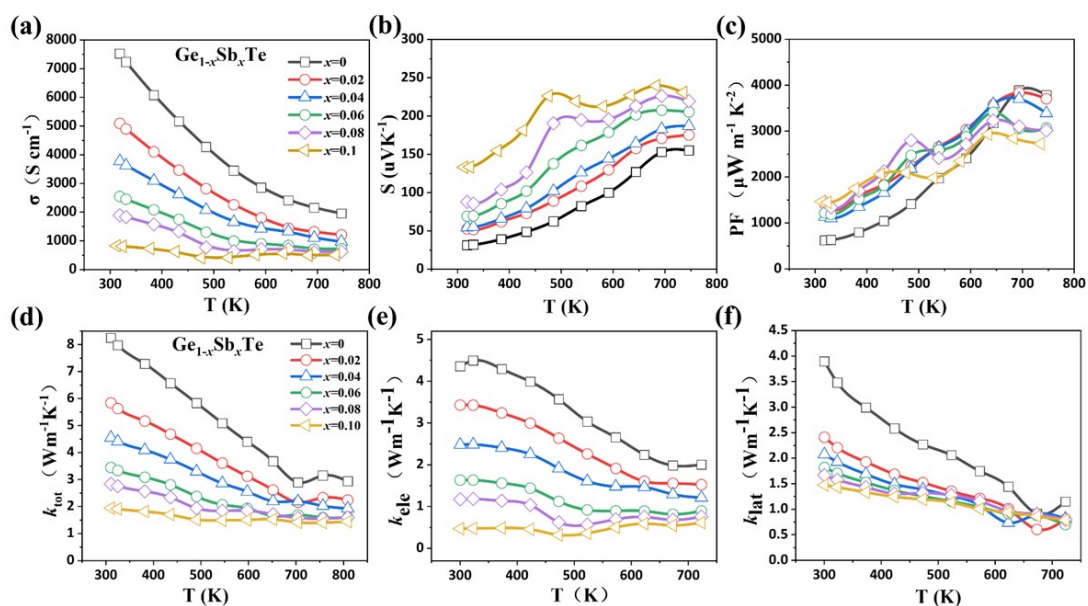 (a)
Ge1-xSbxTe
x=0
x=0.02
x=0.04
x=0.06
x=0.08
x=0.1
8000
7000
6000
5000
4000
3000
2000
1000
0
σ（S cm⁻¹）
300 400 500 600 700 800
T (K)
(b)
300
250
200
150
100
50
0
S (uVK⁻¹)
300 400 500 600 700 800
T (K)
(c)
5000
4000
3000
2000
1000
0
PF（μW m⁻¹ K⁻²）
300 400 500 600 700 800
T (K)
(d)
Ge1-xSbxTe
x=0
x=0.02
x=0.04
x=0.06
x=0.08
x=0.10
8
7
6
5
4
3
2
1
0
ktot（Wm⁻¹K⁻¹）
300 400 500 600 700 800
T (K)
(e)
5
4
3
2
1
0
kele（Wm⁻¹K⁻¹）
300 400 500 600 700
T（K）
(f)
4.5
4.0
3.5
3.0
2.5
2.0
1.5
1.0
0.5
0.0
klat（Wm⁻¹K⁻¹）
300 400 500 600 700
T (K)